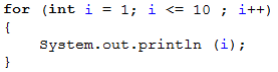 for (int i = 1; i <= 10 ; i++)
{
    System.out.println (i);
}